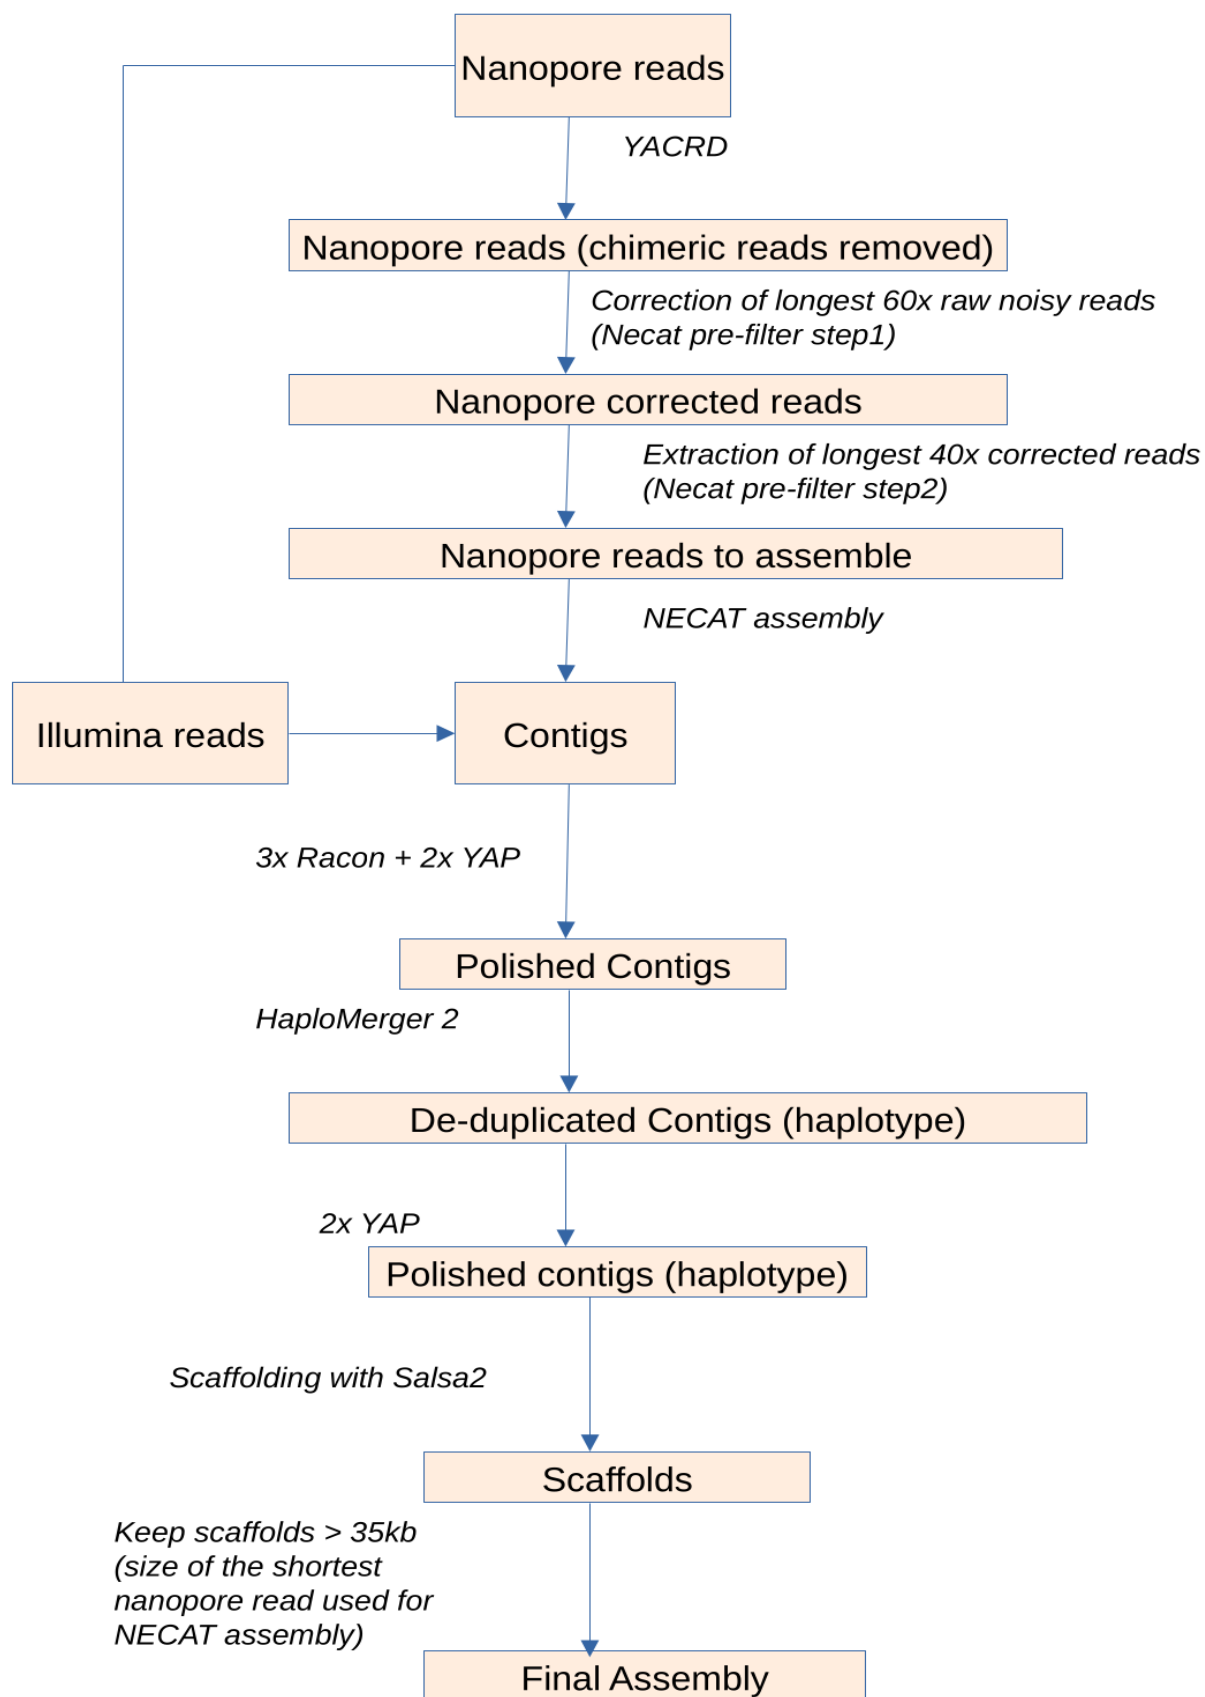 Nanopore reads
YACRD
Nanopore reads (chimeric reads removed)
Correction of longest 60x raw noisy reads
(Necat pre-filter step1)
Nanopore corrected reads
Extraction of longest 40x corrected reads
(Necat pre-filter step2)
Nanopore reads to assemble
NECAT assembly
Illumina reads
Contigs
3x Racon + 2x YAP
Polished Contigs
HaploMerger 2
De-duplicated Contigs (haplotype)
2x YAP
Polished contigs (haplotype)
Scaffolding with Salsa2
Scaffolds
Keep scaffolds > 35kb
(size of the shortest
nanopore read used for
NECAT assembly)
Final Assembly